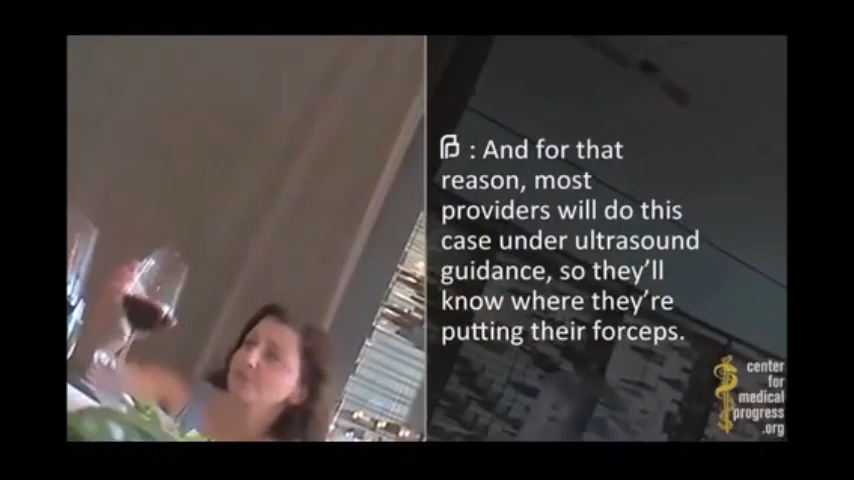 : And for that
reason, most
providers will do this
case under ultrasound
guidance, so they'll
know where they're
putting their forceps.
center
for
medical
progress
.org